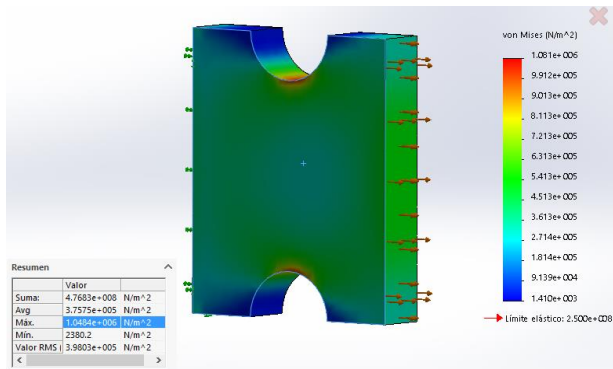 von Mises (N/m^2)
1.081e+006
9.912e+005
9.013e+005
8.113e+005
7.213e+005
6.313e+005
5.413e+005
4.514e+005
3.613e+005
2.714e+005
1.814e+005
9.139e+004
1.410e+003
Límite elástico: 2.500e+008
Resumen
Valor
Suma: 4.7683e+008 N/m^2
Avg 3.7575e+005 N/m^2
Máx. 1.0484e+006 N/m^2
Mín. 2380.2 N/m^2
Valor RMS 3.9803e+005 N/m^2